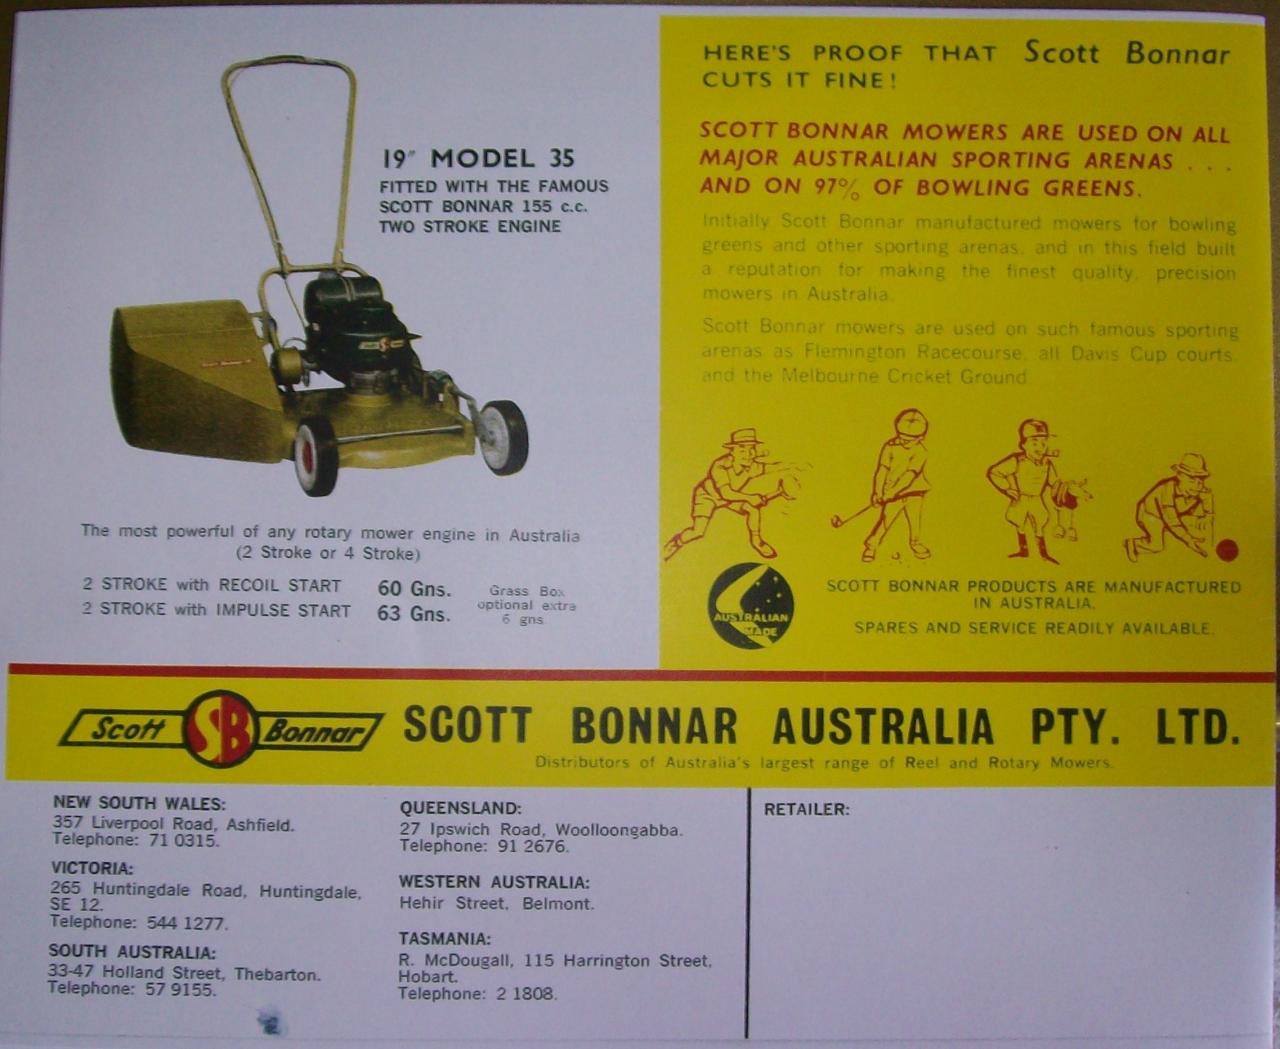 19" MODEL 35
FITTED WITH THE FAMOUS
SCOTT BONNAR 155 c.c.
TWO STROKE ENGINE
Scott Bonnar
The most powerful of any rotary mower engine in Australia
(2 Stroke or 4 Stroke)
2 STROKE with RECOIL START 60 Gns.
2 STROKE with IMPULSE START 63 Gns.
Grass Box
optional extra
6 gns.
HERE'S PROOF THAT Scott Bonnar
CUTS IT FINE!
SCOTT BONNAR MOWERS ARE USED ON ALL
MAJOR AUSTRALIAN SPORTING ARENAS . . .
AND ON 97% OF BOWLING GREENS.
Initially Scott Bonnar manufactured mowers for bowling
greens and other sporting arenas, and in this field built
a reputation for making the finest quality, precision
mowers in Australia.
Scott Bonnar mowers are used on such famous sporting
arenas as Flemington Racecourse, all Davis Cup courts
and the Melbourne Cricket Ground
AUSTRALIAN
MADE
SCOTT BONNAR PRODUCTS ARE MANUFACTURED
IN AUSTRALIA.
SPARES AND SERVICE READILY AVAILABLE.
Scott SB Bonnar
SCOTT BONNAR AUSTRALIA PTY. LTD.
Distributors of Australia's largest range of Reel and Rotary Mowers.
NEW SOUTH WALES:
357 Liverpool Road, Ashfield.
Telephone: 71 0315.
VICTORIA:
265 Huntingdale Road, Huntingdale,
SE 12.
Telephone: 544 1277.
SOUTH AUSTRALIA:
33-47 Holland Street, Thebarton.
Telephone: 57 9155.
QUEENSLAND:
27 Ipswich Road, Woolloongabba.
Telephone: 91 2676.
WESTERN AUSTRALIA:
Hehir Street, Belmont.
TASMANIA:
R. McDougall, 115 Harrington Street,
Hobart.
Telephone: 2 1808.
RETAILER: